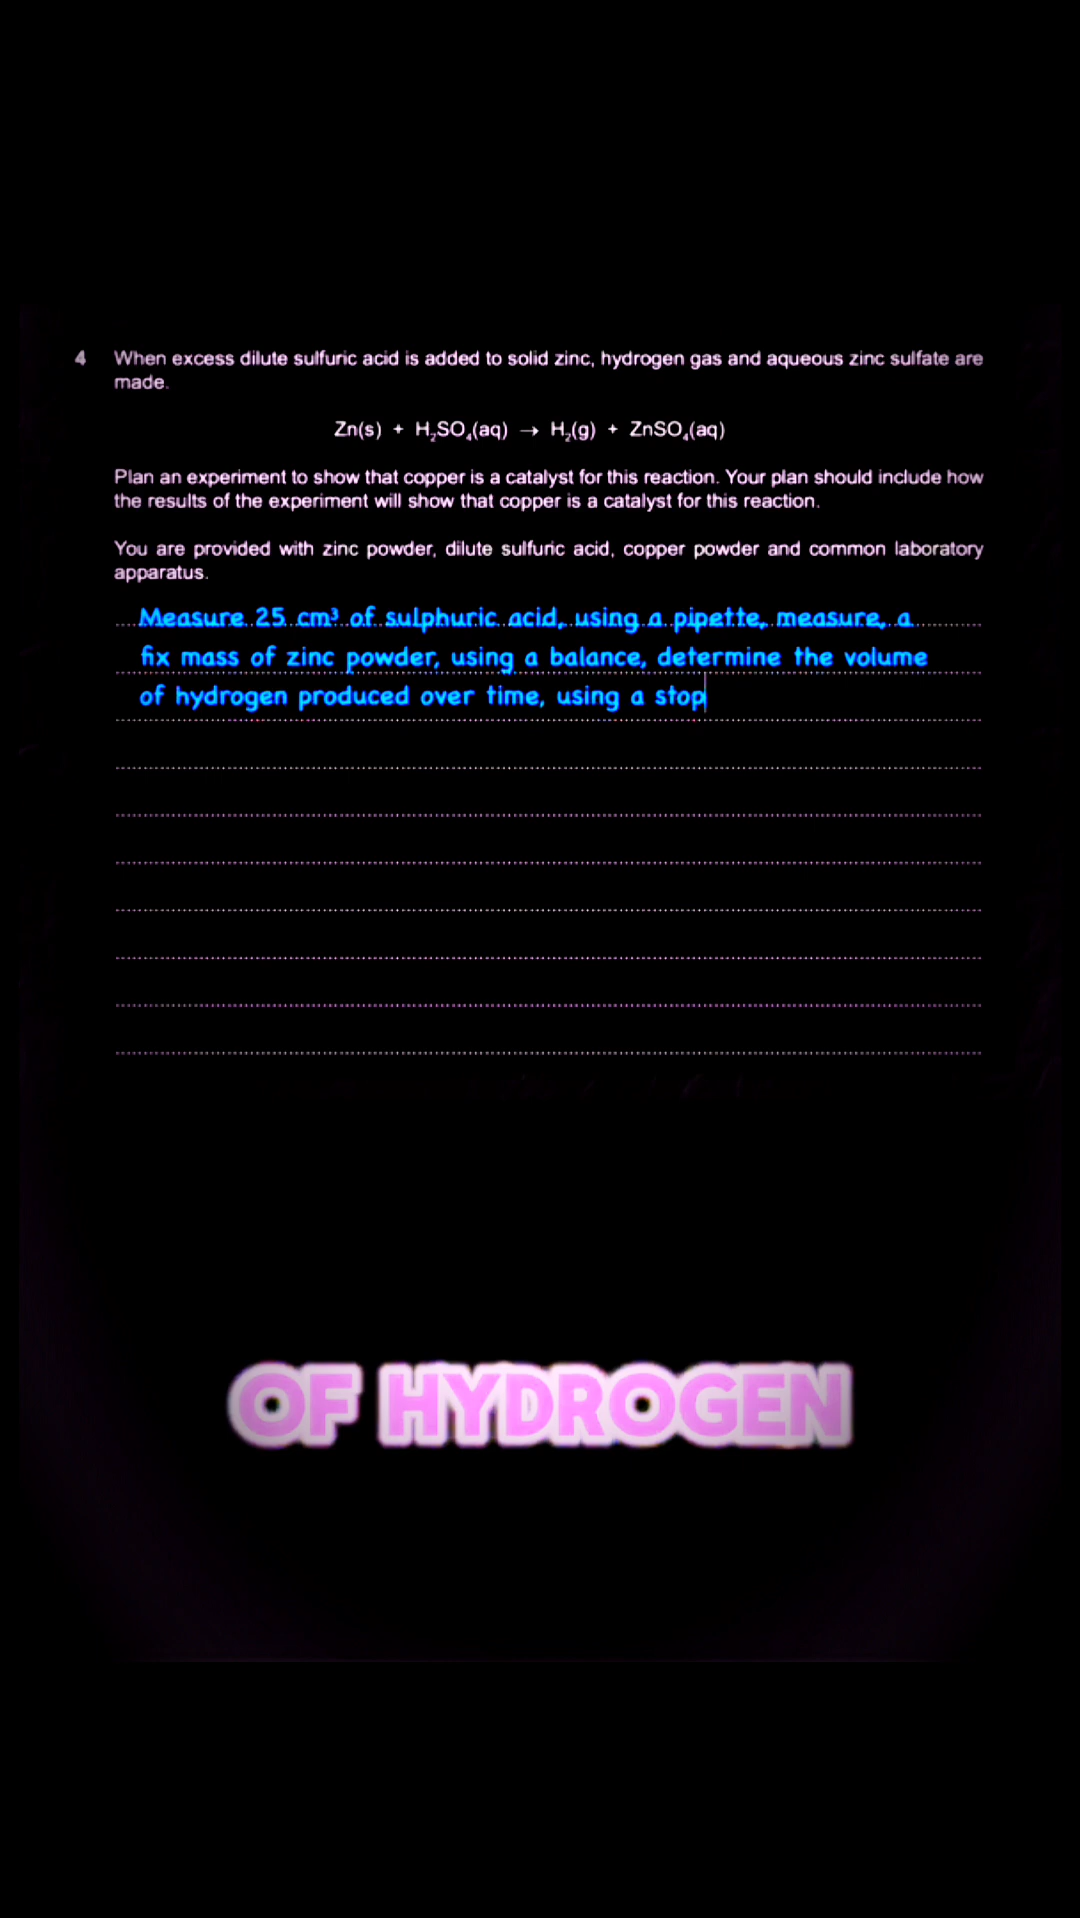 4 When excess dilute sulfuric acid is added to solid zinc, hydrogen gas and aqueous zinc sulfate are
made.
Zn(s) + H₂SO₄(aq) → H₂(g) + ZnSO₄(aq)
Plan an experiment to show that copper is a catalyst for this reaction. Your plan should include how
the results of the experiment will show that copper is a catalyst for this reaction.
You are provided with zinc powder, dilute sulfuric acid, copper powder and common laboratory
apparatus.
Measure 25 cm³ of sulphuric acid, using a pipette, measure, a
fix mass of zinc powder, using a balance, determine the volume
of hydrogen produced over time, using a stop
OF HYDROGEN